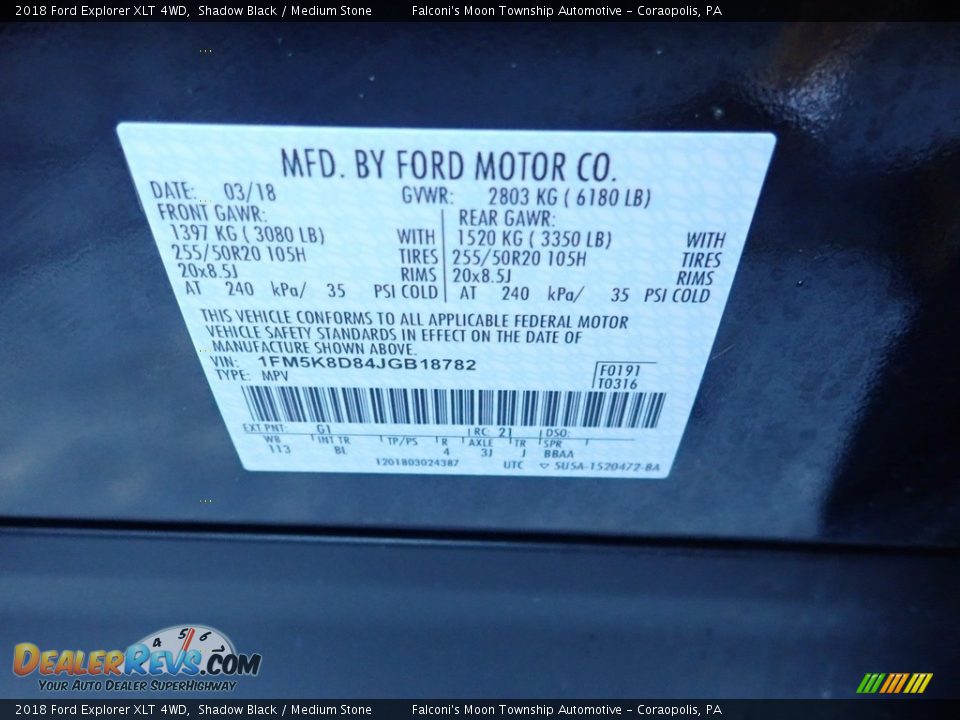 2018 Ford Explorer XLT 4WD, Shadow Black / Medium Stone Falconi's Moon Township Automotive - Coraopolis, PA
MFD. BY FORD MOTOR CO.
DATE: 03/18 GVWR: 2803 KG ( 6180 LB)
FRONT GAWR: REAR GAWR:
1397 KG ( 3080 LB) WITH 1520 KG ( 3350 LB) WITH
255/50R20 105H TIRES 255/50R20 105H TIRES
20x8.5J RIMS 20x8.5J RIMS
AT 240 kPa/ 35 PSI COLD AT 240 kPa/ 35 PSI COLD
THIS VEHICLE CONFORMS TO ALL APPLICABLE FEDERAL MOTOR
VEHICLE SAFETY STANDARDS IN EFFECT ON THE DATE OF
MANUFACTURE SHOWN ABOVE.
VIN: 1FM5K8D84JGB18782 F0191
TYPE: MPV T0316
EXT PNT: G1 RC: 21 DSO:
WB INT TR TP/PS R AXLE TR SPR
113 BL 4 3J J BBAA
1201803024387 UTC 5U5A-1520472-BA
4 5 6 7
DEALERREVS.COM
YOUR AUTO DEALER SUPERHIGHWAY
2018 Ford Explorer XLT 4WD, Shadow Black / Medium Stone Falconi's Moon Township Automotive - Coraopolis, PA